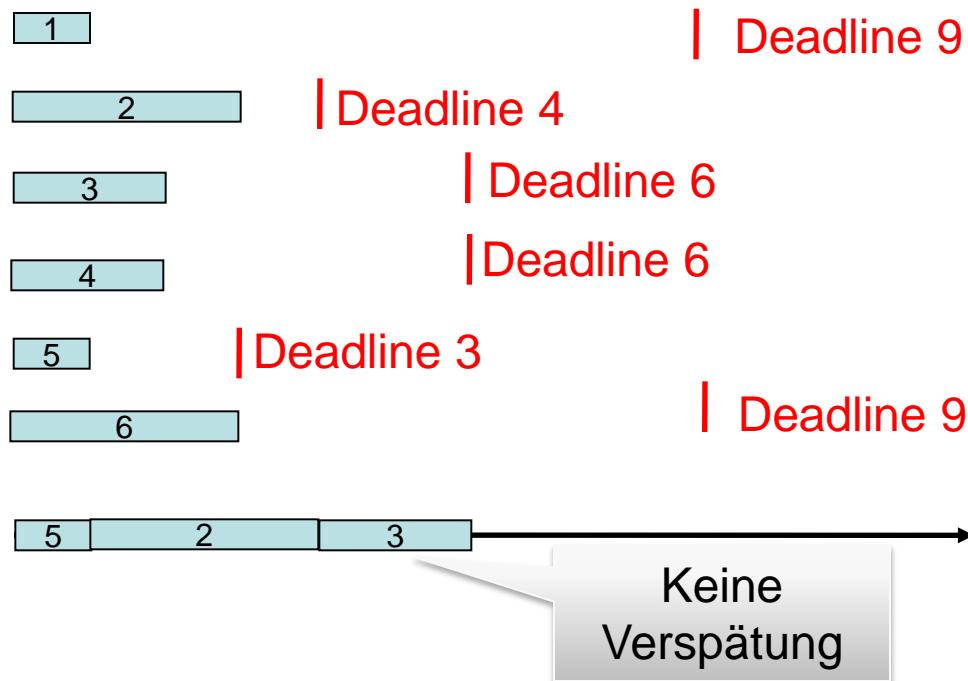 1
Deadline 9
2
Deadline 4
3
Deadline 6
4
Deadline 6
5
Deadline 3
6
Deadline 9
5 2 3
Keine
Verspätung